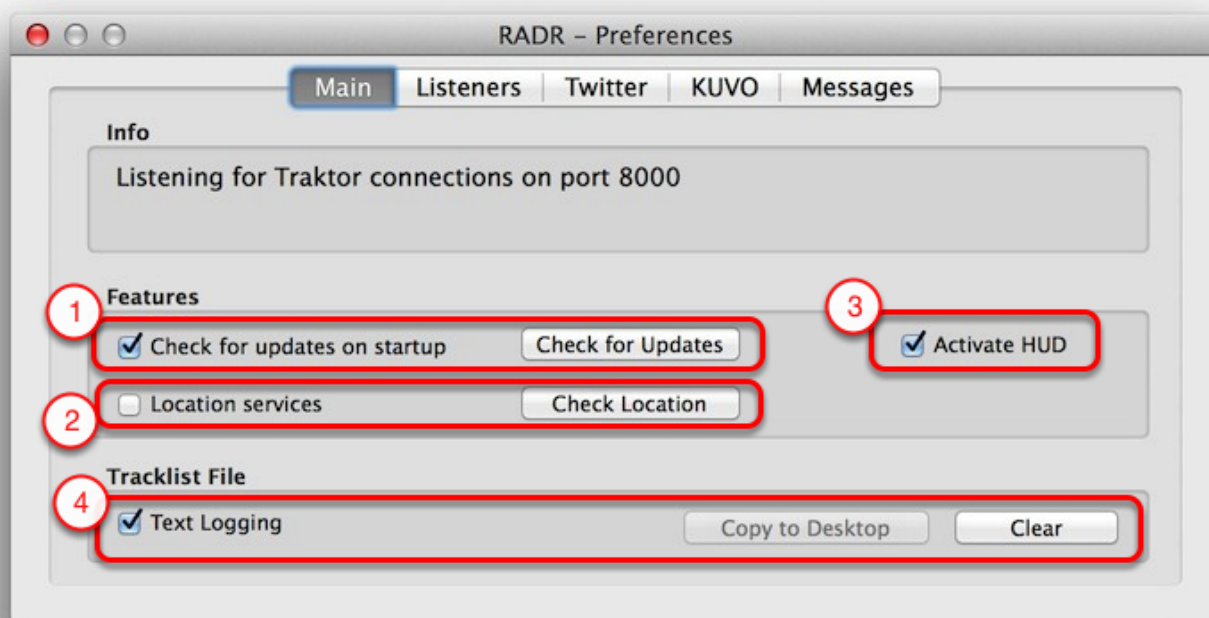 RADR – Preferences
Main Listeners Twitter KUVO Messages
Info
Listening for Traktor connections on port 8000
Features
1
3
Check for updates on startup Check for Updates Activate HUD
2
Location services Check Location
Tracklist File
4
Text Logging Copy to Desktop Clear